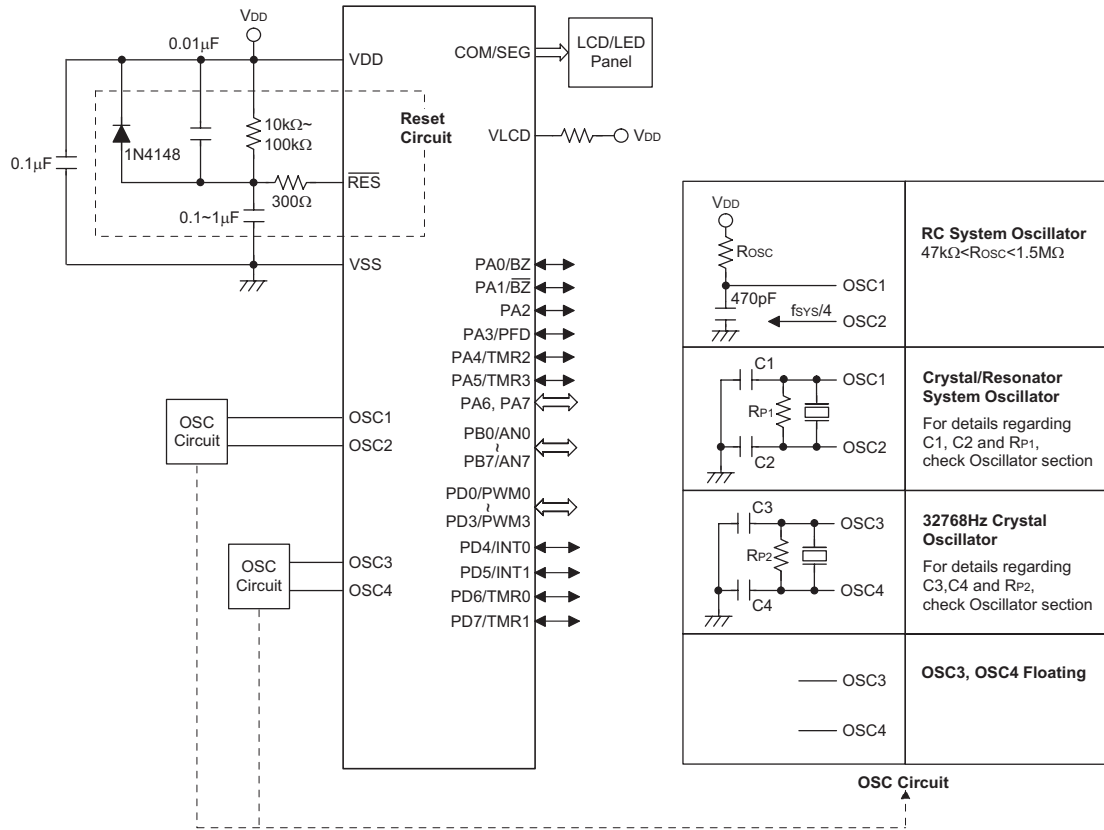 VDD
0.01µF
VDD
COM/SEG
LCD/LED
Panel
Reset
Circuit
10kΩ~
100kΩ
VLCD
VDD
1N4148
0.1µF
RES
300Ω
0.1~1µF
VSS
PA0/BZ
PA1/BZ
PA2
PA3/PFD
PA4/TMR2
PA5/TMR3
PA6, PA7
OSC
Circuit
OSC1
OSC2
PB0/AN0
~
PB7/AN7
PD0/PWM0
~
PD3/PWM3
PD4/INT0
OSC
Circuit
OSC3
OSC4
PD5/INT1
PD6/TMR0
PD7/TMR1
VDD
ROSC
OSC1
470pF
fSYS/4
OSC2
RC System Oscillator
47kΩ<ROSC<1.5MΩ
C1
OSC1
RP1
OSC2
C2
Crystal/Resonator
System Oscillator
For details regarding
C1, C2 and RP1,
check Oscillator section
C3
OSC3
RP2
OSC4
C4
32768Hz Crystal
Oscillator
For details regarding
C3,C4 and RP2,
check Oscillator section
OSC3
OSC4
OSC3, OSC4 Floating
OSC Circuit